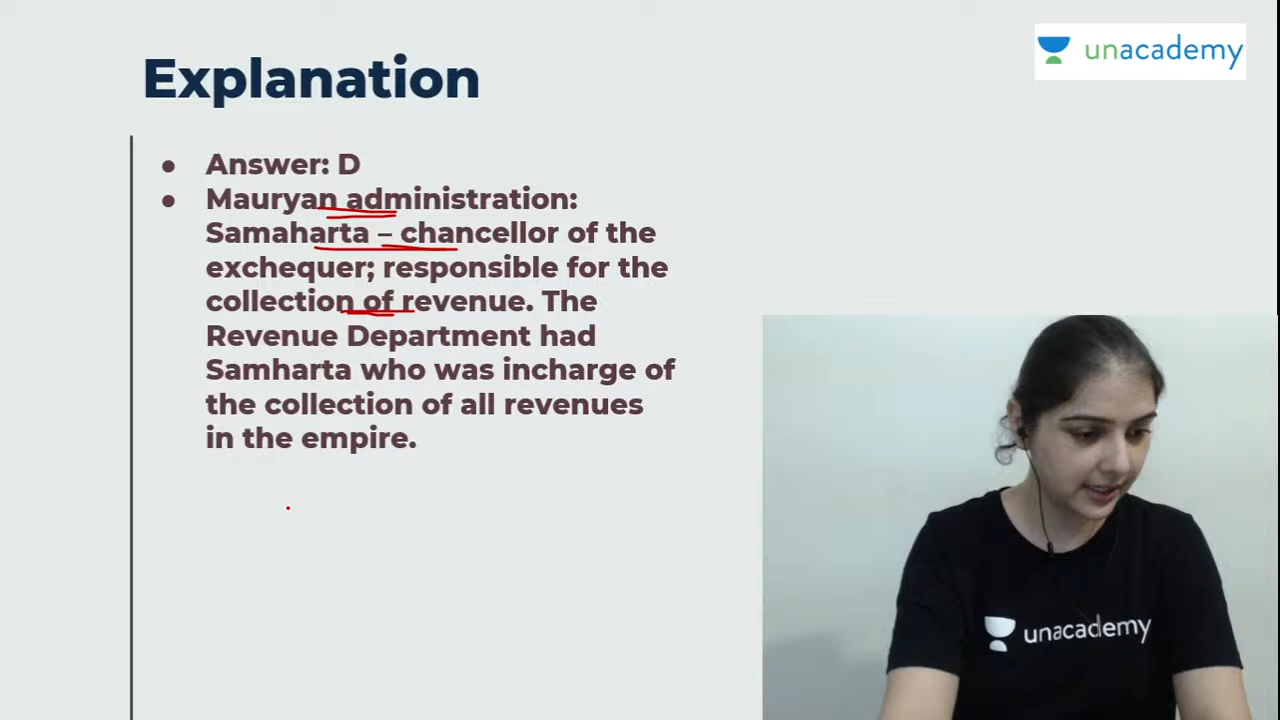 Explanation
unacademy
● Answer: D
● Mauryan administration:
Samaharta – chancellor of the
exchequer; responsible for the
collection of revenue. The
Revenue Department had
Samharta who was incharge of
the collection of all revenues
in the empire.
unacademy